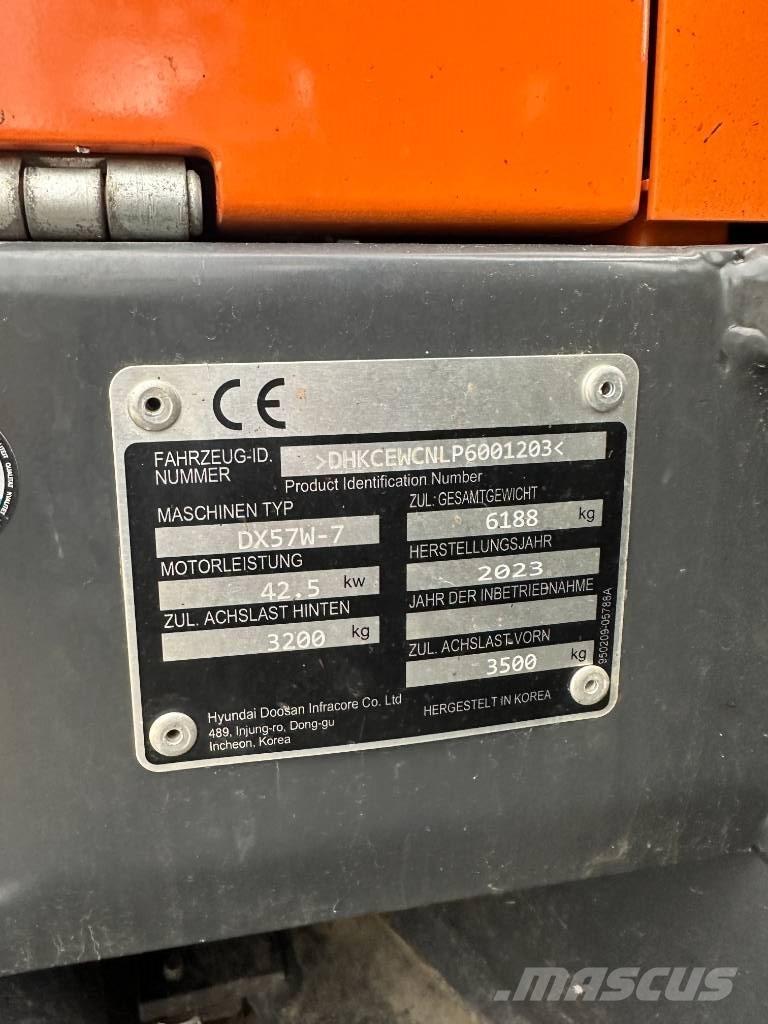 CE
FAHRZEUG-ID. NUMMER >DHKCEWCNLP6001203<
Product Identification Number
MASCHINEN TYP
DX57W-7
ZUL. GESAMTGEWICHT
6188 kg
MOTORLEISTUNG
42.5 kw
HERSTELLUNGSJAHR
2023
ZUL. ACHSLAST HINTEN
3200 kg
JAHR DER INBETRIEBNAHME
ZUL. ACHSLAST VORN
3500 kg
950209-05788A
Hyundai Doosan Infracore Co. Ltd
489, Injung-ro, Dong-gu
Incheon, Korea
HERGESTELT IN KOREA
MASCUS